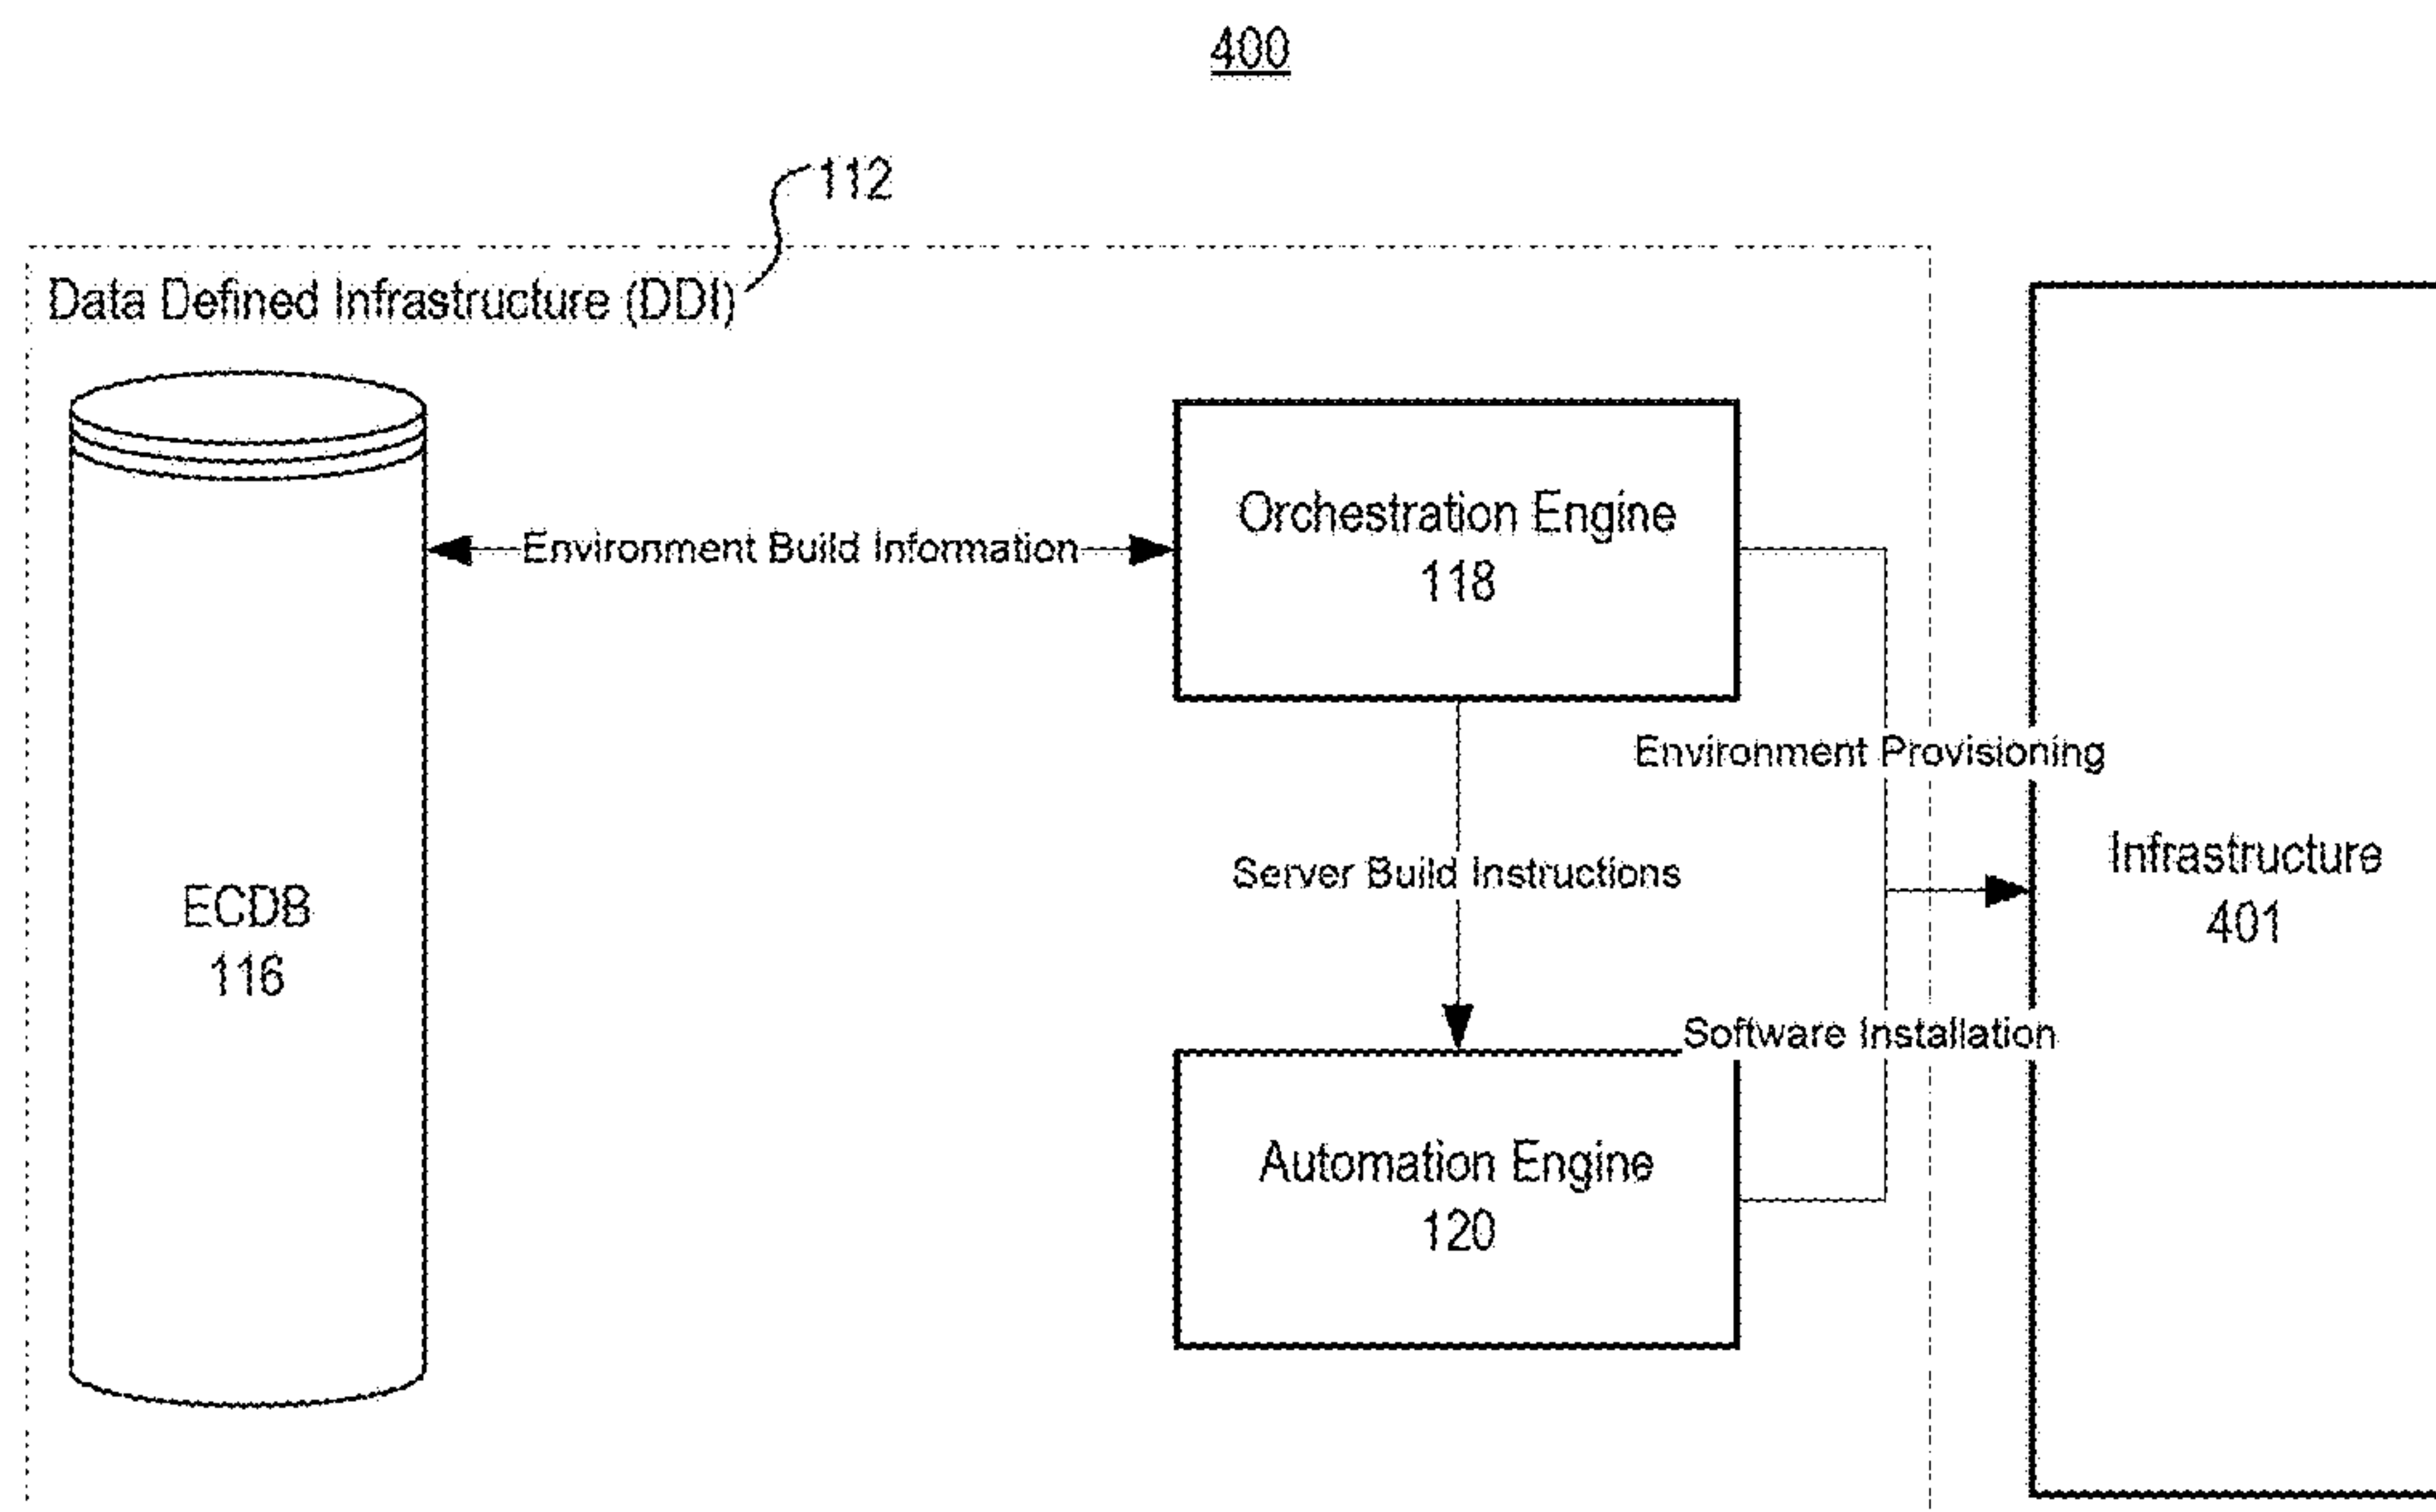 400
112
Data Defined Infrastructure (DDI)
Environment Build Information
Orchestration Engine
118
Environment Provisioning
Server Build Instructions
Infrastructure
401
ECDB
116
Software Installation
Automation Engine
120